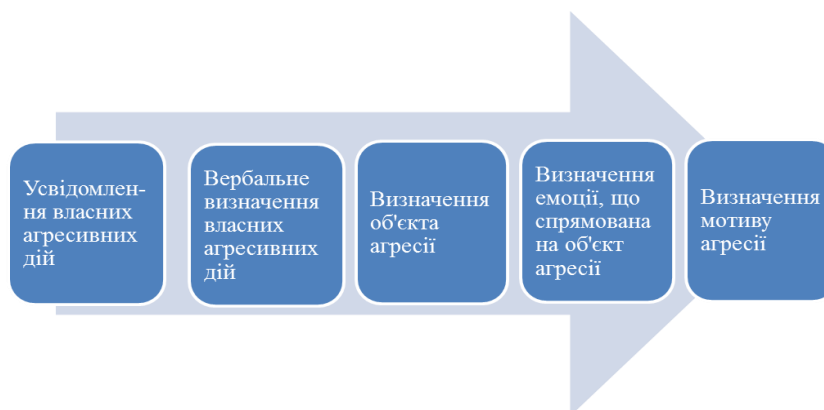 Усвідомлен-
ня власних
агресивних
дій
Вербальне
визначення
власних
агресивних
дій
Визначення
об'єкта
агресії
Визначення
емоції, що
спрямована
на об'єкт
агресії
Визначення
мотиву
агресії